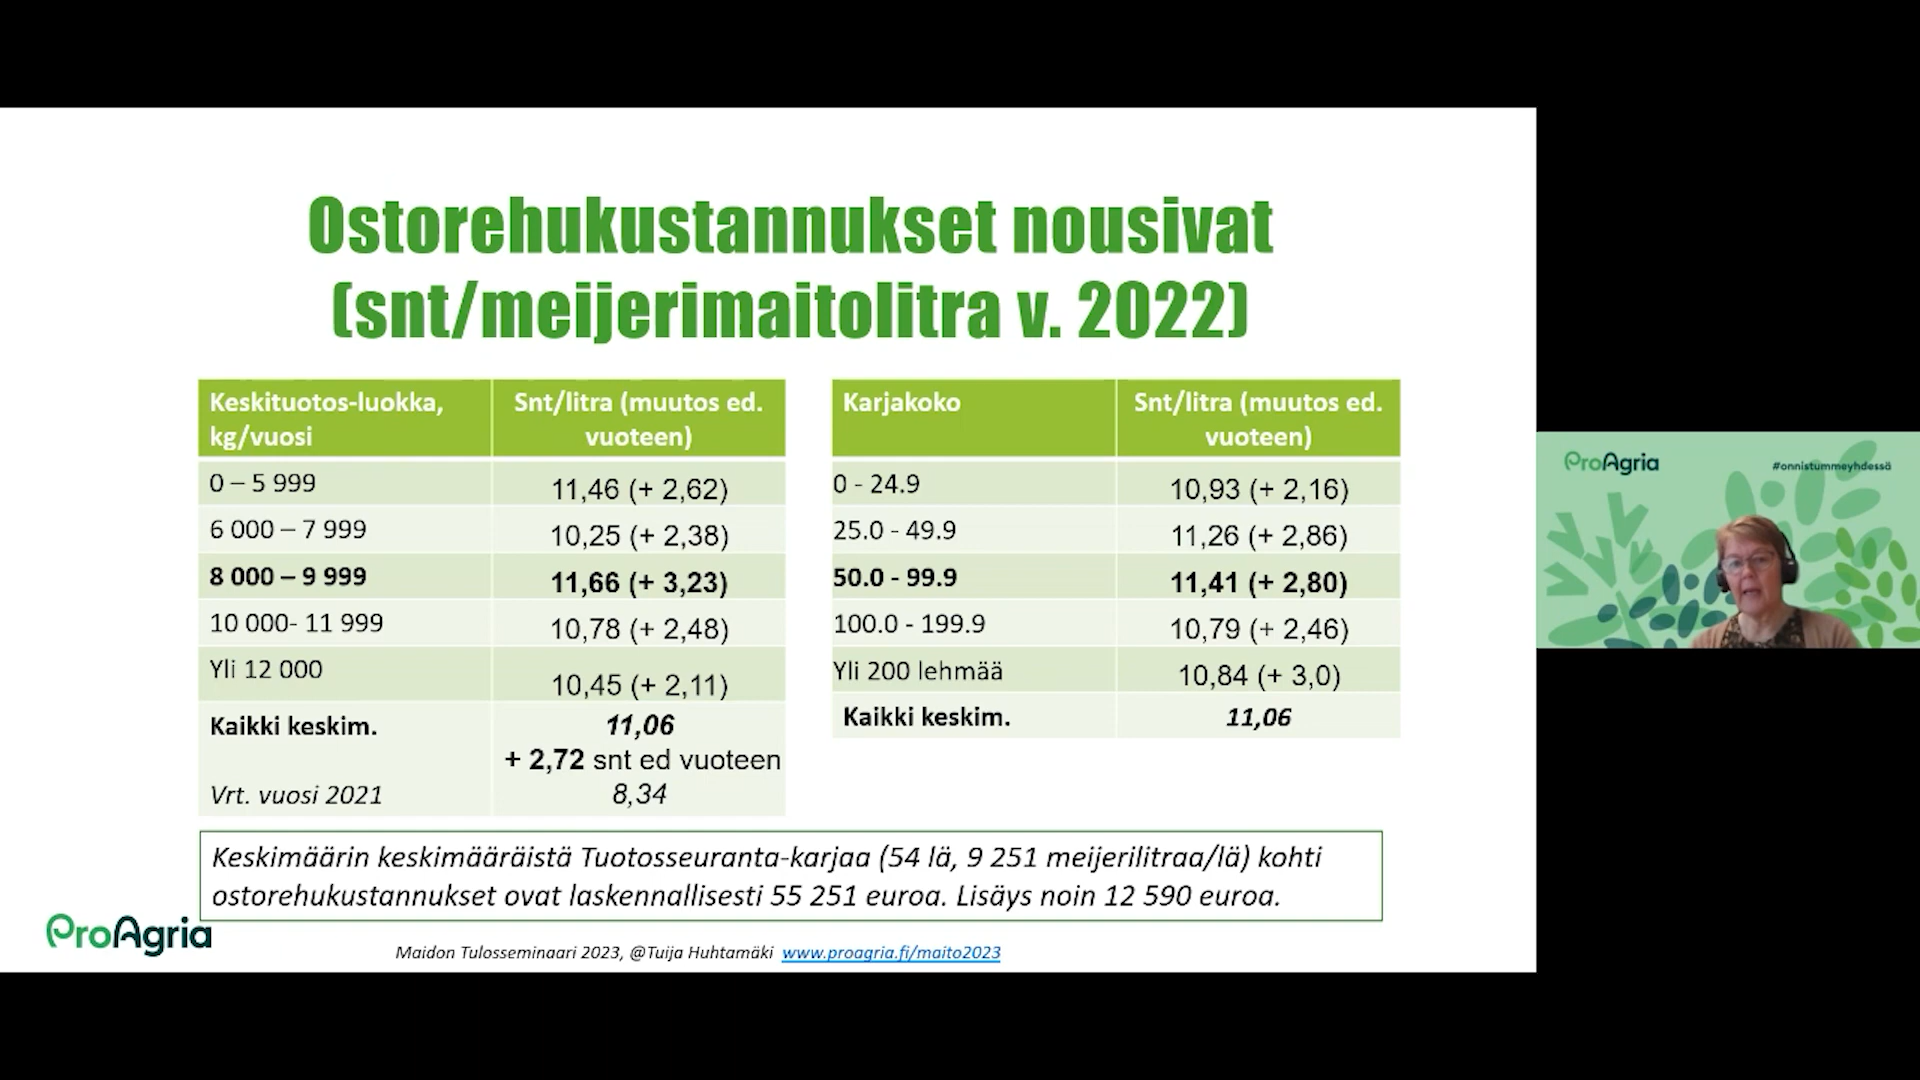 Ostorehukustannukset nousivat
(snt/meijerimaitolitra v. 2022)
Keskituotos-luokka,
kg/vuosi
Snt/litra (muutos ed.
vuoteen)
0 – 5 999
11,46 (+ 2,62)
6 000 – 7 999
10,25 (+ 2,38)
8 000 – 9 999
11,66 (+ 3,23)
10 000- 11 999
10,78 (+ 2,48)
Yli 12 000
10,45 (+ 2,11)
Kaikki keskim.
11,06
+ 2,72 snt ed vuoteen
Vrt. vuosi 2021
8,34
Karjakoko
Snt/litra (muutos ed.
vuoteen)
0 - 24.9
10,93 (+ 2,16)
25.0 - 49.9
11,26 (+ 2,86)
50.0 - 99.9
11,41 (+ 2,80)
100.0 - 199.9
10,79 (+ 2,46)
Yli 200 lehmää
10,84 (+ 3,0)
Kaikki keskim.
11,06
Keskimäärin keskimääräistä Tuotosseuranta-karjaa (54 lä, 9 251 meijerilitraa/lä) kohti
ostorehukustannukset ovat laskennallisesti 55 251 euroa. Lisäys noin 12 590 euroa.
ProAgria
Maidon Tulosseminaari 2023, @Tuija Huhtamäki www.proagria.fi/maito2023
ProAgria
#onnistummeyhdessä